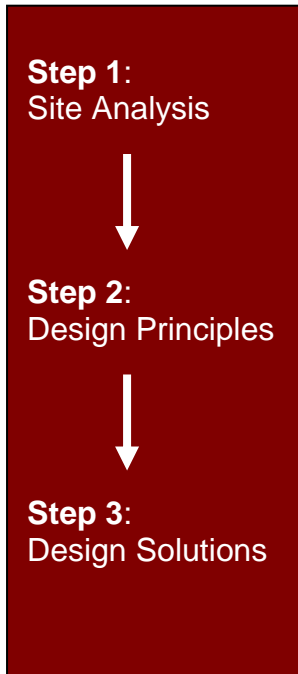 Step 1:
Site Analysis
Step 2:
Design Principles
Step 3:
Design Solutions